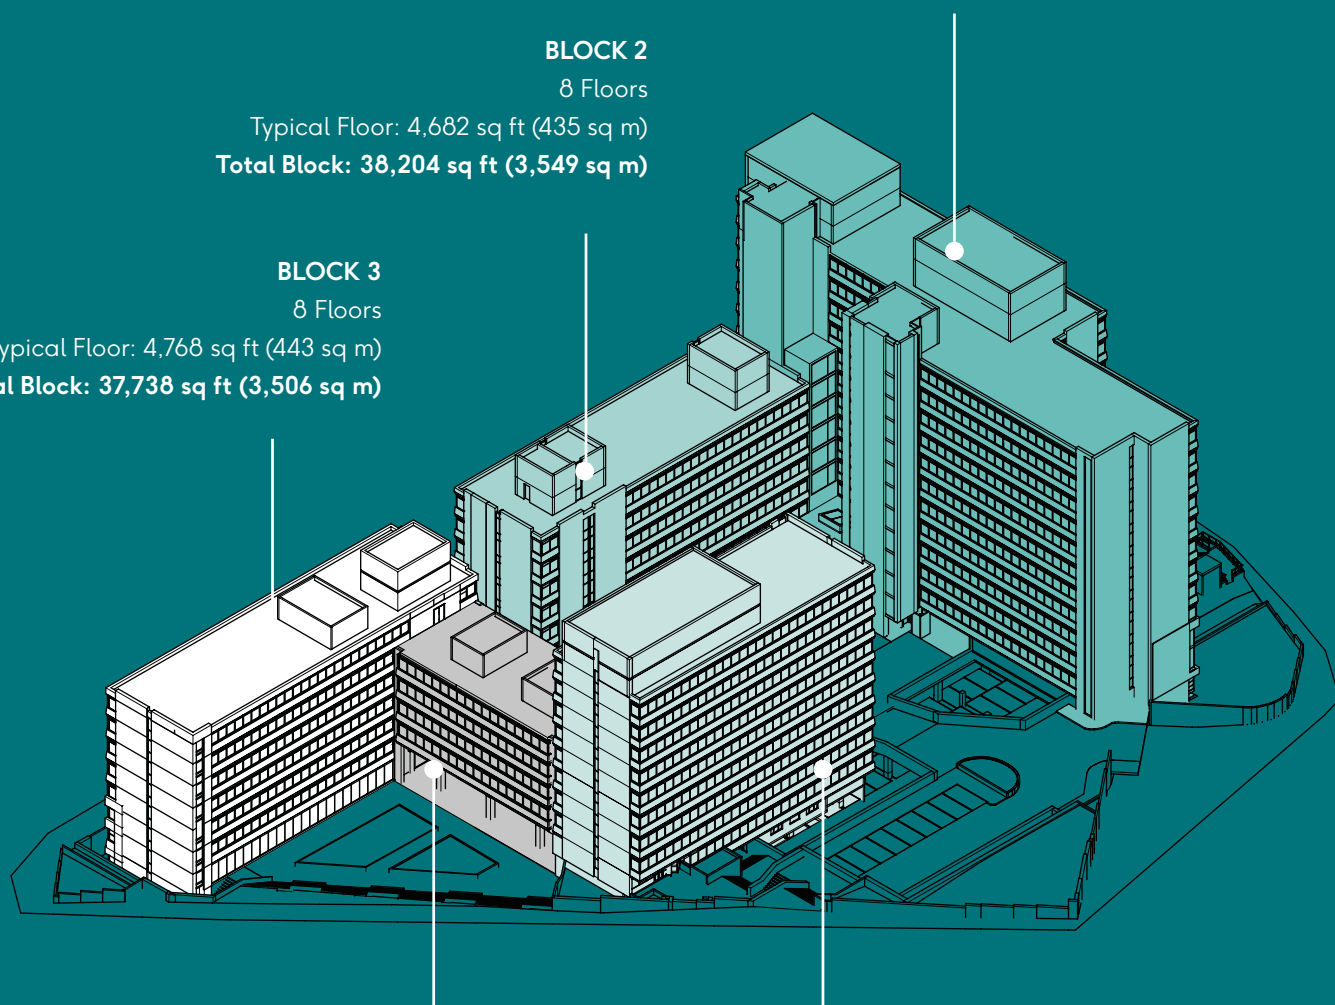 BLOCK 2
8 Floors
Typical Floor: 4,682 sq ft (435 sq m)
Total Block: 38,204 sq ft (3,549 sq m)
BLOCK 3
8 Floors
Floor: 4,768 sq ft (443 sq m)
Block: 37,738 sq ft (3,506 sq m)